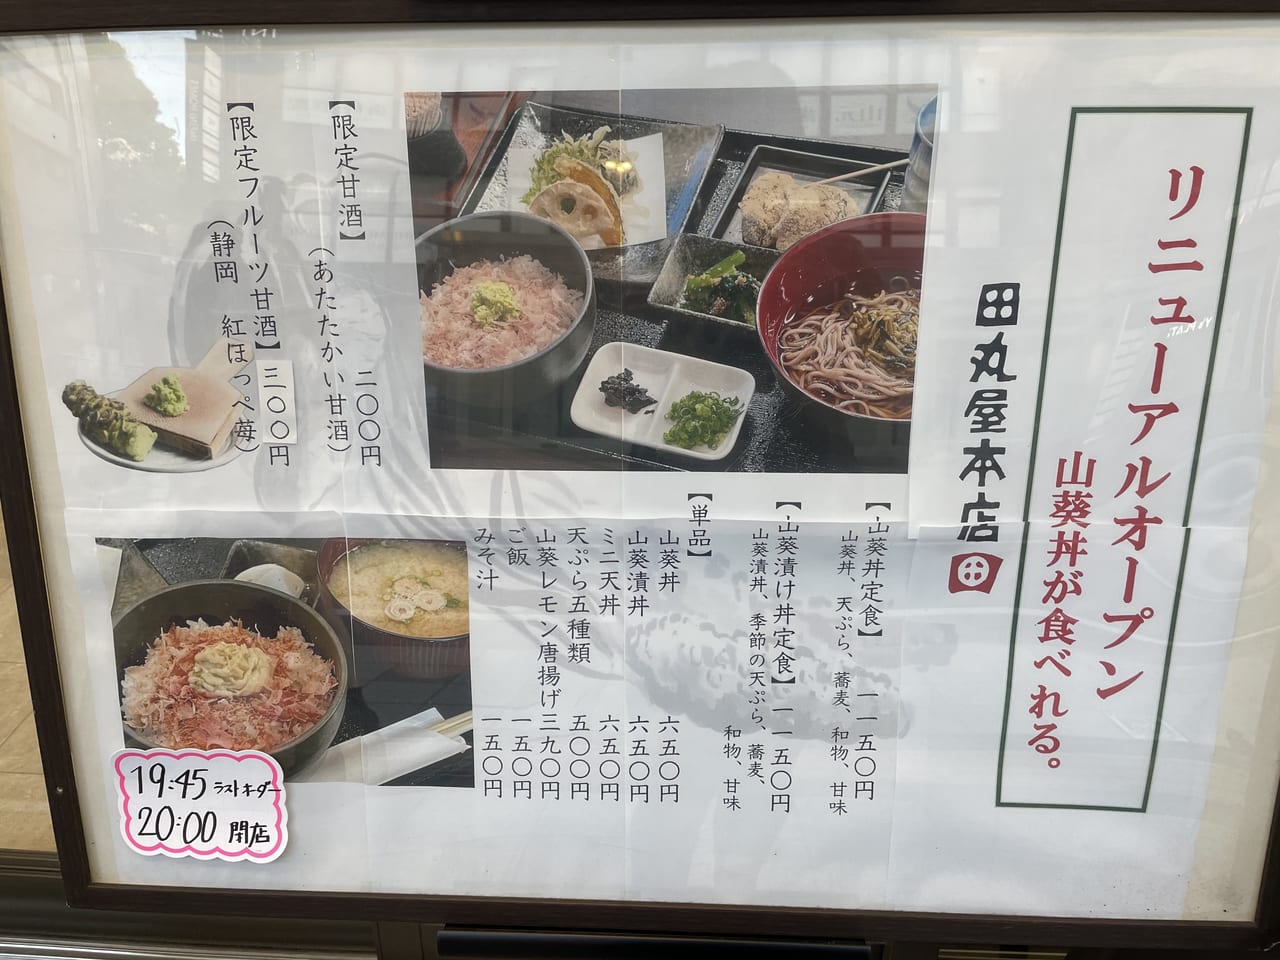 リニューアルオープン
山葵丼が食べれる。
田丸屋本店
【山葵丼定食】 一一五〇円
山葵丼、天ぷら、蕎麦、和物、甘味
【山葵漬け丼定食】一一五〇円
山葵漬丼、季節の天ぷら、蕎麦、
和物、甘味
【単品】
山葵丼 六五〇円
山葵漬丼 六五〇円
ミニ天丼 六五〇円
天ぷら五種類 五〇〇円
山葵レモン唐揚げ三九〇円
ご飯 一五〇円
みそ汁 一五〇円
【限定甘酒】 二〇〇円
(あたたかい甘酒)
【限定フルーツ甘酒】三〇〇円
(静岡 紅ほっぺ苺)
19:45 ラストオーダー
20:00 閉店